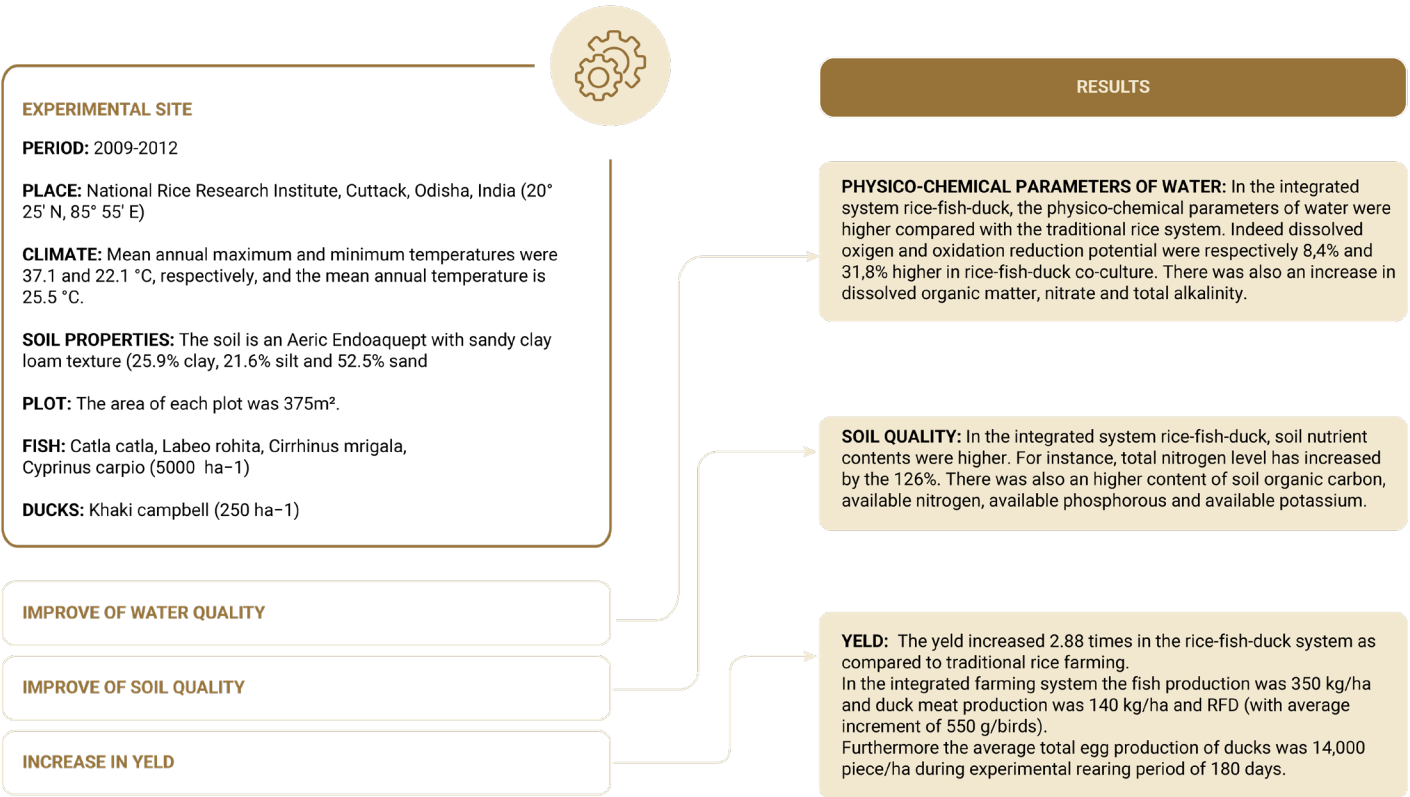 EXPERIMENTAL SITE
PERIOD: 2009-2012
PLACE: National Rice Research Institute, Cuttack, Odisha, India (20°
25' N, 85° 55' E)
CLIMATE: Mean annual maximum and minimum temperatures were
37.1 and 22.1 °C, respectively, and the mean annual temperature is
25.5 °C.
SOIL PROPERTIES: The soil is an Aeric Endoaquept with sandy clay
loam texture (25.9% clay, 21.6% silt and 52.5% sand
PLOT: The area of each plot was 375m².
FISH: Catla catla, Labeo rohita, Cirrhinus mrigala,
Cyprinus carpio (5000 ha−1)
DUCKS: Khaki campbell (250 ha−1)
IMPROVE OF WATER QUALITY
IMPROVE OF SOIL QUALITY
INCREASE IN YELD
RESULTS
PHYSICO-CHEMICAL PARAMETERS OF WATER: In the integrated
system rice-fish-duck, the physico-chemical parameters of water were
higher compared with the traditional rice system. Indeed dissolved
oxigen and oxidation reduction potential were respectively 8,4% and
31,8% higher in rice-fish-duck co-culture. There was also an increase in
dissolved organic matter, nitrate and total alkalinity.
SOIL QUALITY: In the integrated system rice-fish-duck, soil nutrient
contents were higher. For instance, total nitrogen level has increased
by the 126%. There was also an higher content of soil organic carbon,
available nitrogen, available phosphorous and available potassium.
YELD: The yeld increased 2.88 times in the rice-fish-duck system as
compared to traditional rice farming.
In the integrated farming system the fish production was 350 kg/ha
and duck meat production was 140 kg/ha and RFD (with average
increment of 550 g/birds).
Furthermore the average total egg production of ducks was 14,000
piece/ha during experimental rearing period of 180 days.